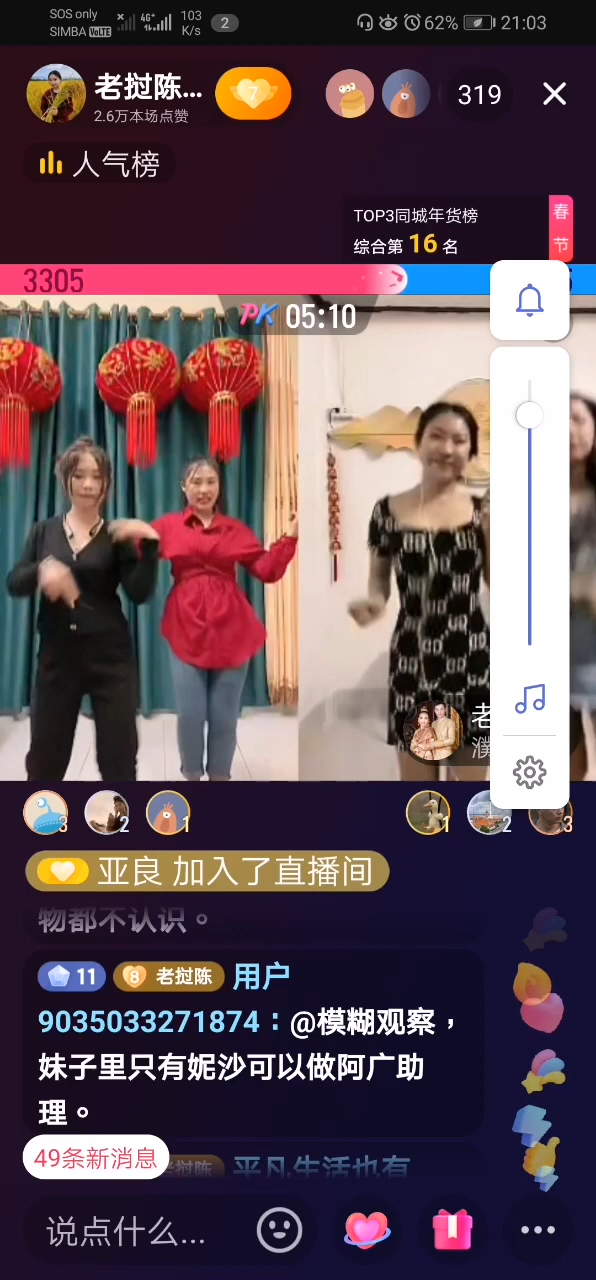 SOS only
SIMBA VoLTE
4G+
103
K/s
2
62%
21:03
老挝陈...
2.6万本场点赞
7
319
人气榜
TOP3同城年货榜
综合第 16 名
春
节
3305
PK 05:10
老
濮
3
2
1
1
2
3
亚良 加入了直播间
物都不认识。
11 8 老挝陈 用户
9035033271874：@模糊观察，
妹子里只有妮沙可以做阿广助
理。
49条新消息
老挝陈 平凡生活也有
说点什么...